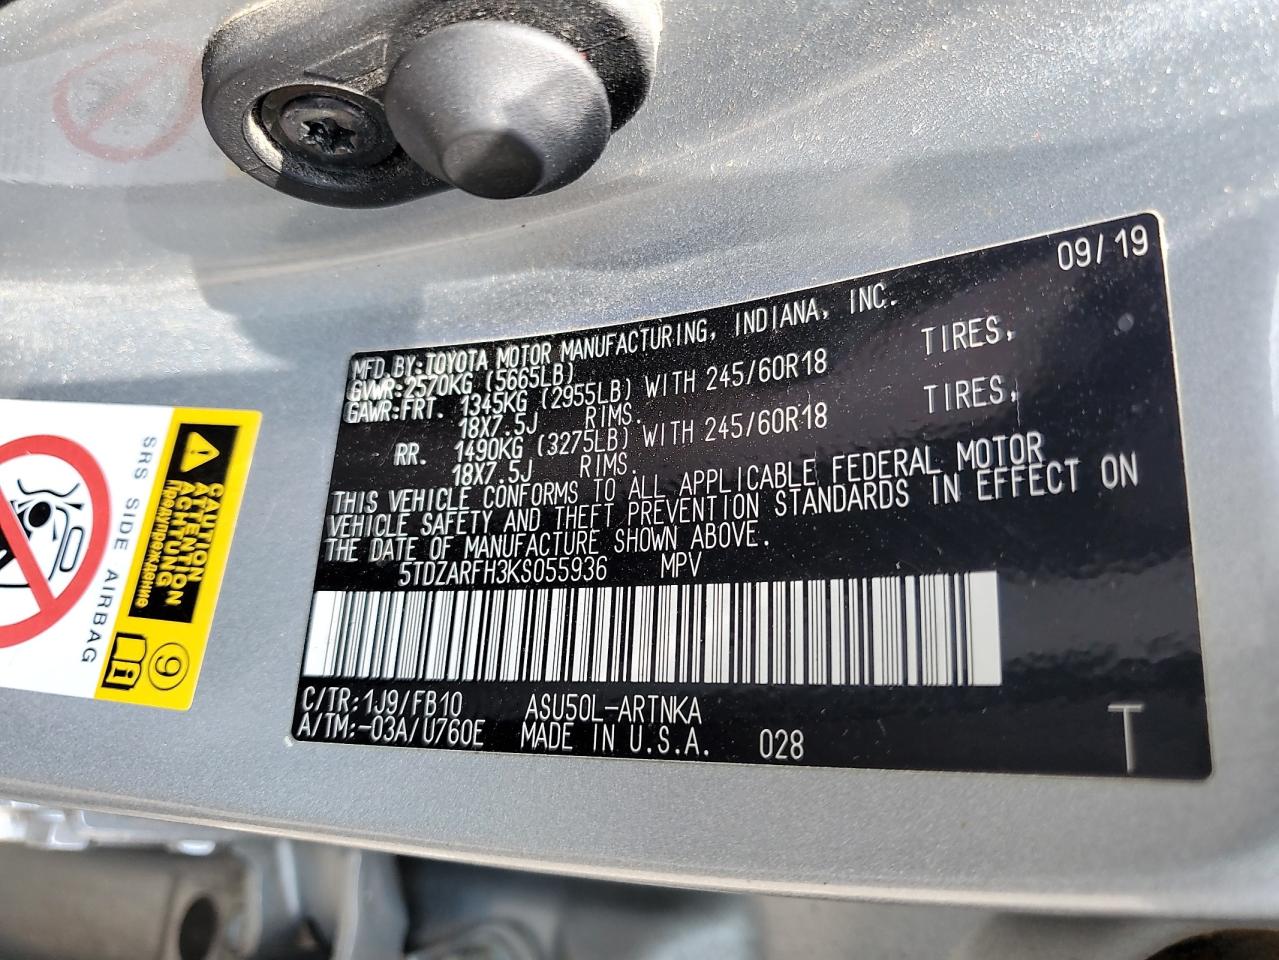 09/19
MFD.BY:TOYOTA MOTOR MANUFACTURING, INDIANA, INC.
GVWR:2570KG (5665LB)
GAWR:FRT. 1345KG (2955LB) WITH 245/60R18 TIRES,
18X7.5J RIMS.
RR. 1490KG (3275LB) WITH 245/60R18 TIRES,
18X7.5J RIMS.
THIS VEHICLE CONFORMS TO ALL APPLICABLE FEDERAL MOTOR
VEHICLE SAFETY AND THEFT PREVENTION STANDARDS IN EFFECT ON
THE DATE OF MANUFACTURE SHOWN ABOVE.
5TDZARFH3KS055936 MPV
C/TR:1J9/FB10 ASU50L-ARTNKA
A/TM:-03A/U760E MADE IN U.S.A. 028
T
CAUTION
ATTENTION
ACHTUNG
Предупреждение
SRS SIDE AIRBAG
9